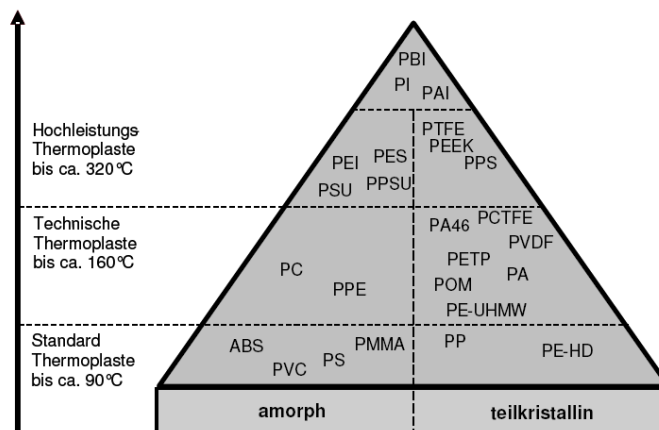 PBI
PI
PAI
Hochleistungs-
Thermoplaste
bis ca. 320°C
PTFE
PEEK
PES
PEI
PPS
PSU
PPSU
Technische
Thermoplaste
bis ca. 160°C
PA46
PCTFE
PVDF
PETP
PC
PA
POM
PPE
PE-UHMW
Standard
Thermoplaste
bis ca. 90°C
ABS
PMMA
PP
PS
PE-HD
PVC
amorph
teilkristallin